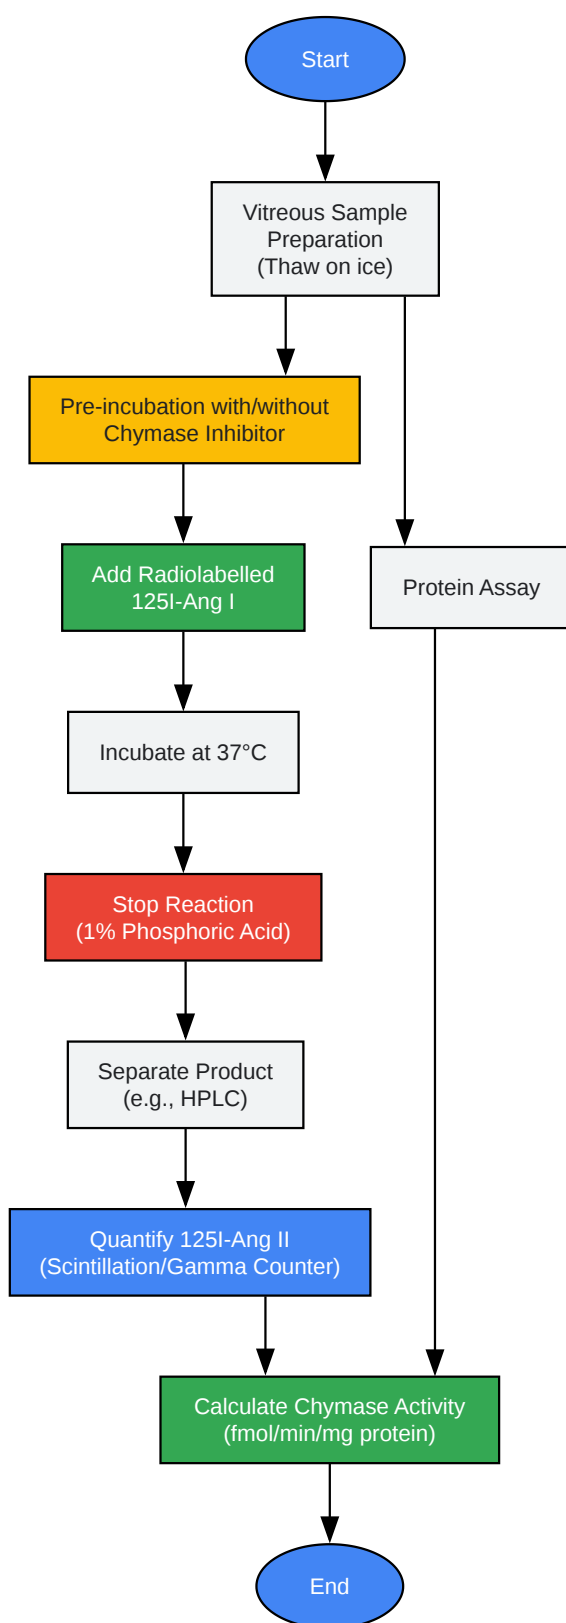 Start
Vitreous Sample
Preparation
(Thaw on ice)
Pre-incubation with/without
Chymase Inhibitor
Add Radiolabelled
125I-Ang I
Protein Assay
Incubate at 37°C
Stop Reaction
(1% Phosphoric Acid)
Separate Product
(e.g., HPLC)
Quantify 125I-Ang II
(Scintillation/Gamma Counter)
Calculate Chymase Activity
(fmol/min/mg protein)
End